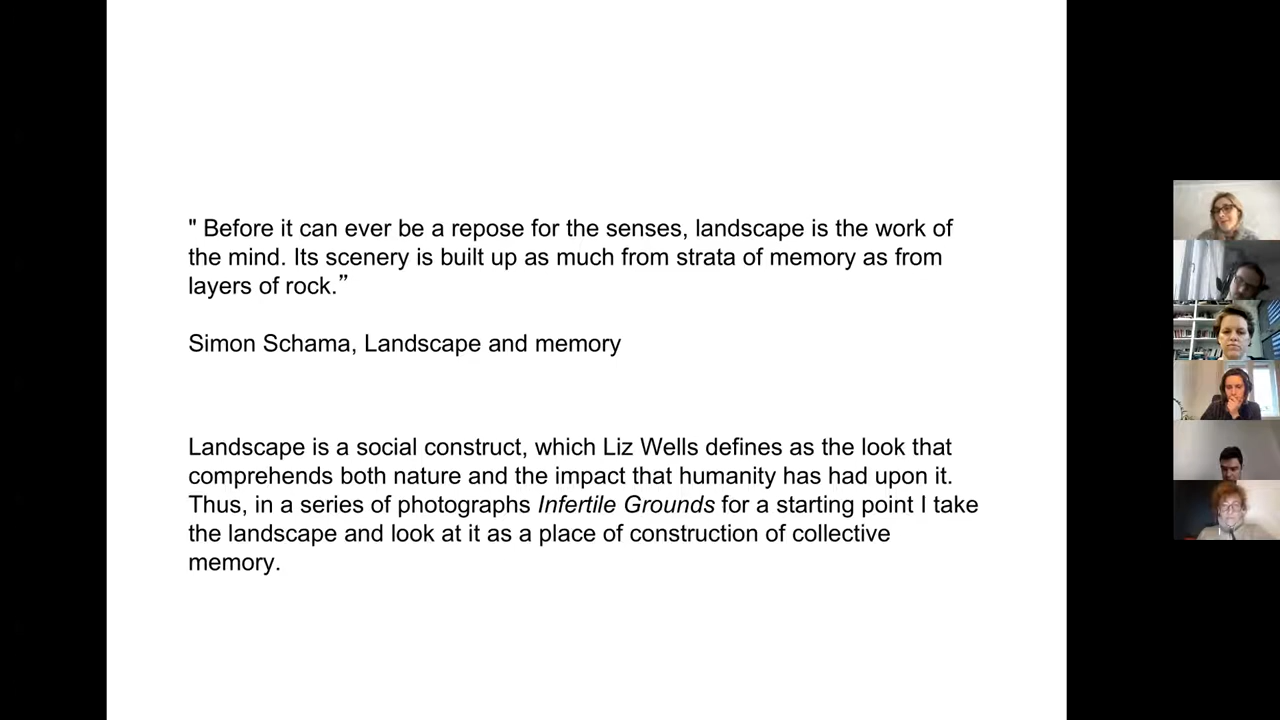 " Before it can ever be a repose for the senses, landscape is the work of
the mind. Its scenery is built up as much from strata of memory as from
layers of rock.”
Simon Schama, Landscape and memory
Landscape is a social construct, which Liz Wells defines as the look that
comprehends both nature and the impact that humanity has had upon it.
Thus, in a series of photographs Infertile Grounds for a starting point I take
the landscape and look at it as a place of construction of collective
memory.